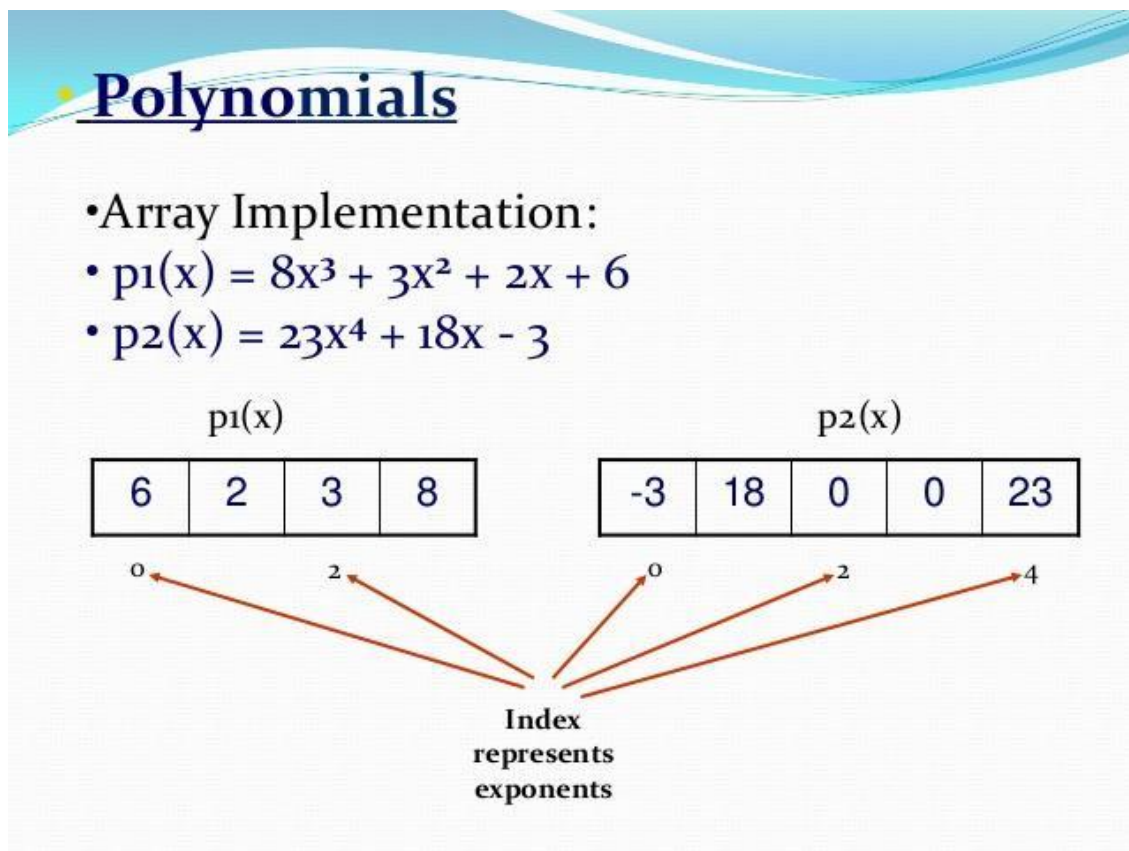 • Polynomials
•Array Implementation:
• p1(x) = 8x³ + 3x² + 2x + 6
• p2(x) = 23x⁴ + 18x - 3
p1(x) p2(x)
6 2 3 8 -3 18 0 0 23
0 2 0 2 4
Index
represents
exponents